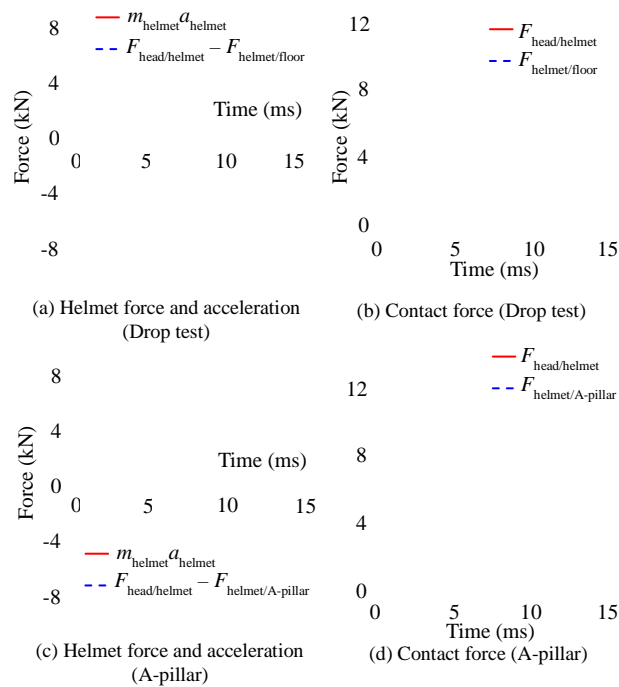 8
4
0
-4
-8
Force (kN)
m_helmet a_helmet
F_head/helmet – F_helmet/floor
Time (ms)
0 5 10 15
(a) Helmet force and acceleration
(Drop test)
12
8
4
0
Force (kN)
F_head/helmet
F_helmet/floor
0 5 10 15
Time (ms)
(b) Contact force (Drop test)
8
4
0
-4
-8
Force (kN)
Time (ms)
0 5 10 15
m_helmet a_helmet
F_head/helmet – F_helmet/A-pillar
(c) Helmet force and acceleration
(A-pillar)
12
8
4
0
F_head/helmet
F_helmet/A-pillar
0 5 10 15
Time (ms)
(d) Contact force (A-pillar)